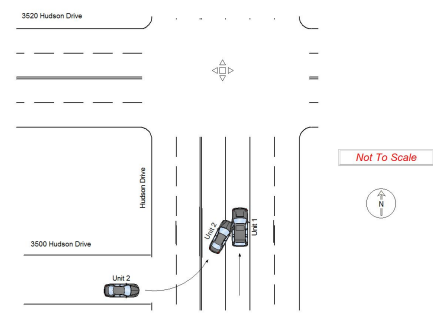 3520 Hudson Drive
Not To Scale
Hudson Drive
N
Unit 2
Unit 1
3500 Hudson Drive
Unit 2